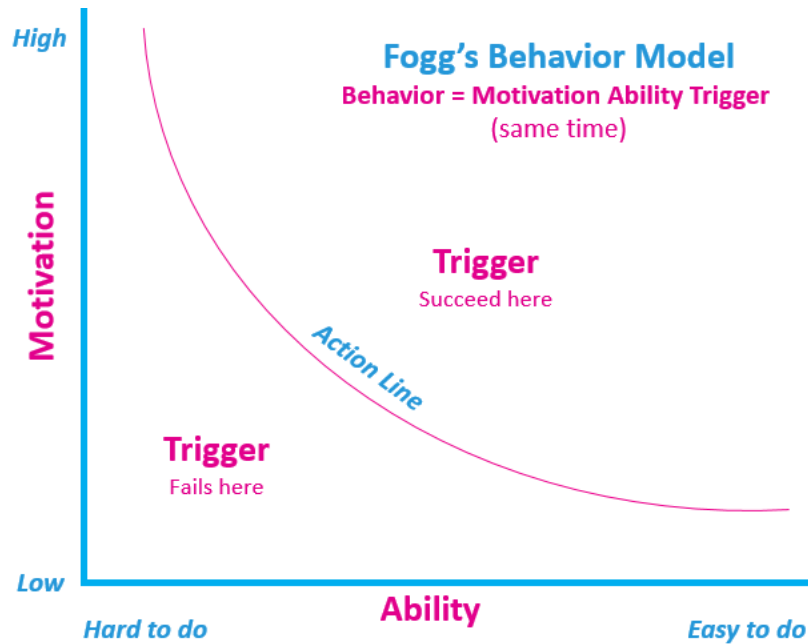 High
Fogg's Behavior Model
Behavior = Motivation Ability Trigger
(same time)
Motivation
Trigger
Succeed here
Action Line
Trigger
Fails here
Low
Ability
Hard to do
Easy to do